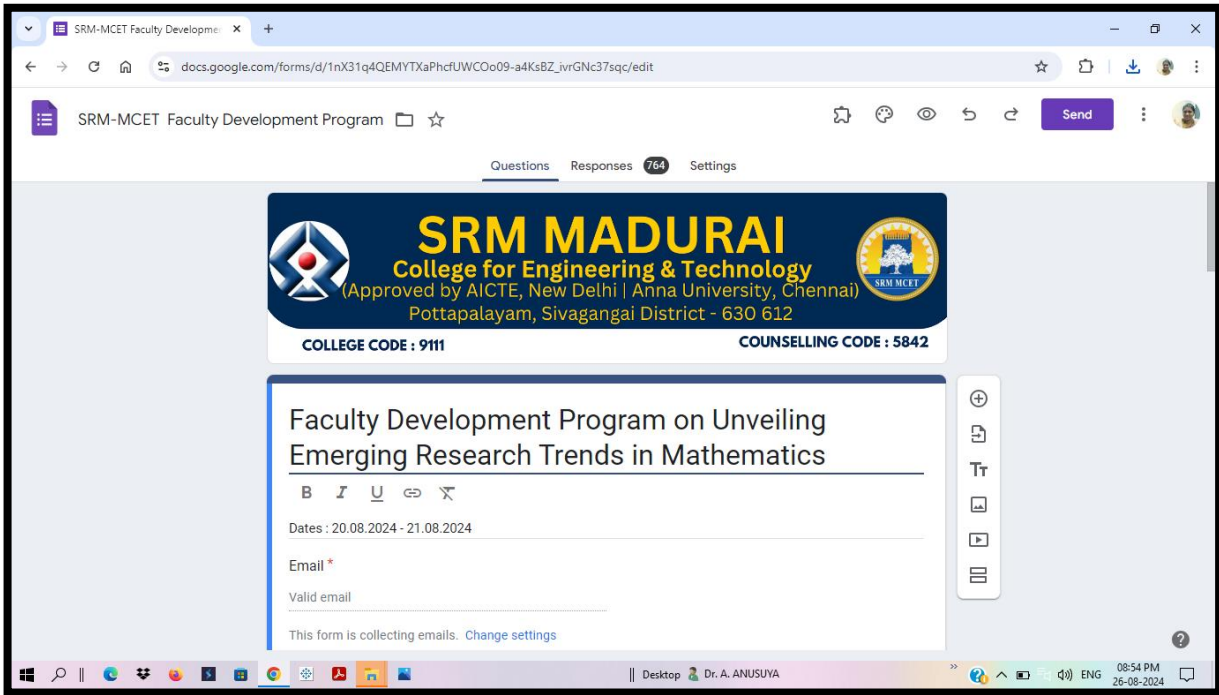 SRM-MCET Faculty Developme
docs.google.com/forms/d/1nX31q4QEMYTXaPhcfUWCOo09-a4KsBZ_ivrGNc37sqc/edit
SRM-MCET Faculty Development Program
Send
Questions Responses 764 Settings
SRM MADURAI
College for Engineering & Technology
(Approved by AICTE, New Delhi | Anna University, Chennai)
Pottapalayam, Sivagangai District - 630 612
SRM MCET
COLLEGE CODE : 9111 COUNSELLING CODE : 5842
Faculty Development Program on Unveiling
Emerging Research Trends in Mathematics
B I U
Tт
Dates : 20.08.2024 - 21.08.2024
Email *
Valid email
This form is collecting emails. Change settings
Desktop Dr. A. ANUSUYA ENG 08:54 PM
26-08-2024